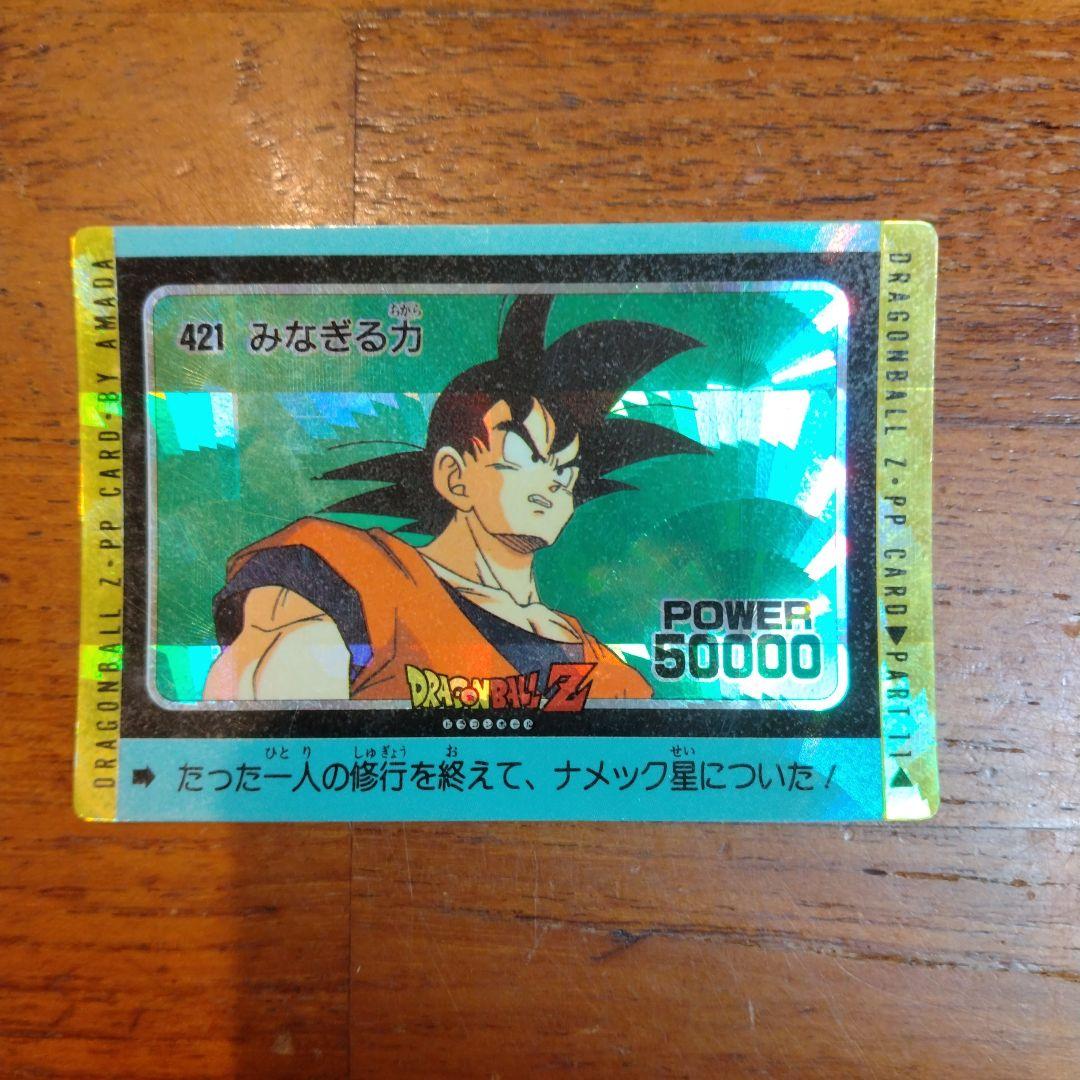 DRAGONBALL Z・PP CARD・BY AMADA
421 みなぎる力
ちから
POWER
50000
DRAGONBALL Z
ドラゴンボール
➡ たった一人の修行を終えて、ナメック星についた!
ひとり しゅぎょう お せい
DRAGONBALL Z・PP CARD▶PART 11◀